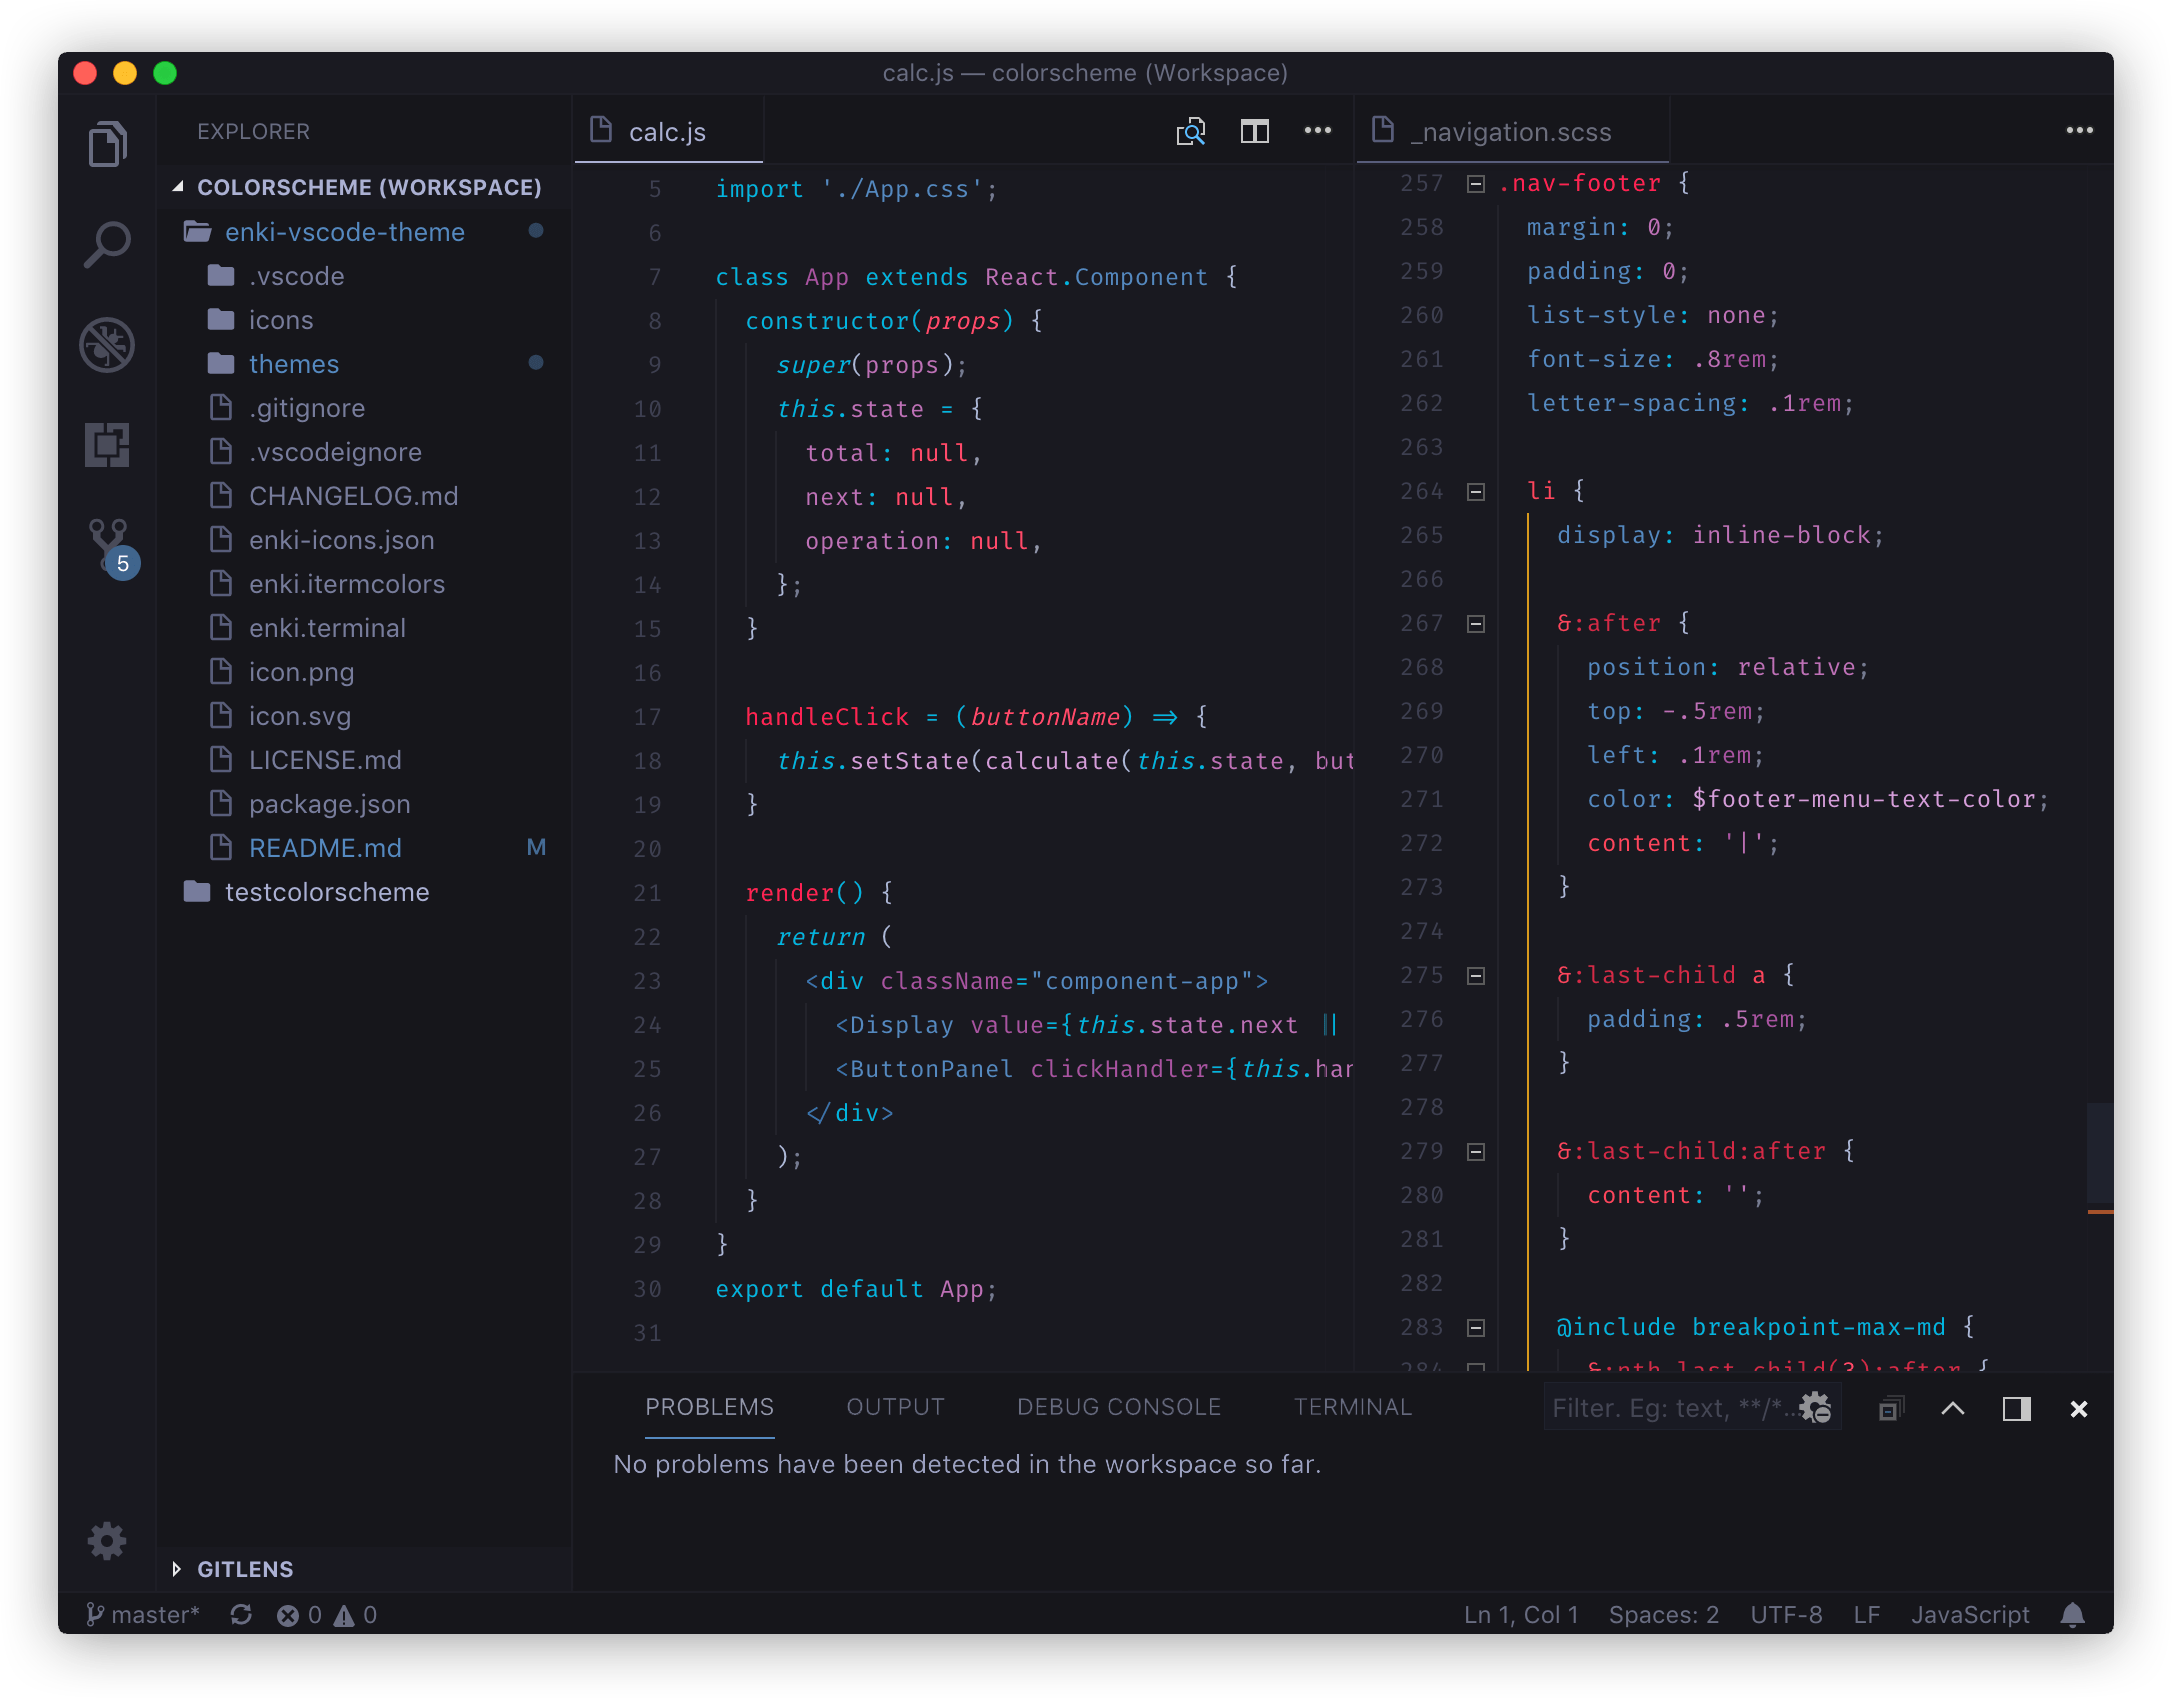 calc.js — colorscheme (Workspace)
EXPLORER
COLORSCHEME (WORKSPACE)
enki-vscode-theme
.vscode
icons
themes
.gitignore
.vscodeignore
CHANGELOG.md
enki-icons.json
enki.itermcolors
enki.terminal
icon.png
icon.svg
LICENSE.md
package.json
README.md M
testcolorscheme
GITLENS
5
calc.js
5 import './App.css';
6
7 class App extends React.Component {
8 constructor(props) {
9 super(props);
10 this.state = {
11 total: null,
12 next: null,
13 operation: null,
14 };
15 }
16
17 handleClick = (buttonName) => {
18 this.setState(calculate(this.state, but
19 }
20
21 render() {
22 return (
23 <div className="component-app">
24 <Display value={this.state.next ||
25 <ButtonPanel clickHandler={this.han
26 </div>
27 );
28 }
29 }
30 export default App;
31
_navigation.scss
257 .nav-footer {
258 margin: 0;
259 padding: 0;
260 list-style: none;
261 font-size: .8rem;
262 letter-spacing: .1rem;
263
264 li {
265 display: inline-block;
266
267 &:after {
268 position: relative;
269 top: -.5rem;
270 left: .1rem;
271 color: $footer-menu-text-color;
272 content: '|';
273 }
274
275 &:last-child a {
276 padding: .5rem;
277 }
278
279 &:last-child:after {
280 content: '';
281 }
282
283 @include breakpoint-max-md {
284 &:nth-last-child(3):after {
PROBLEMS OUTPUT DEBUG CONSOLE TERMINAL Filter. Eg: text, **/*...
No problems have been detected in the workspace so far.
master* 0 0 Ln 1, Col 1 Spaces: 2 UTF-8 LF JavaScript